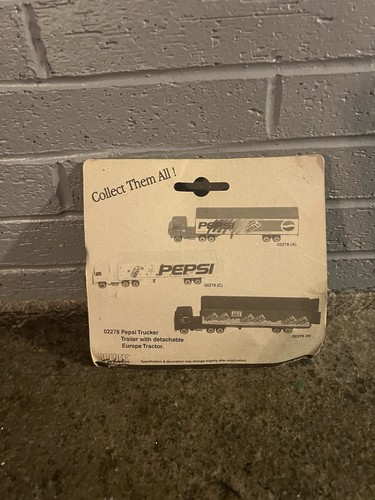 Collect Them All !
PEPSI
02278 (A)
PEPSI
02278 (C)
02278 (B)
02278 Pepsi Trucker
Trailer with detachable
Europe Tractor.
Specification & decoration may change slightly after production.